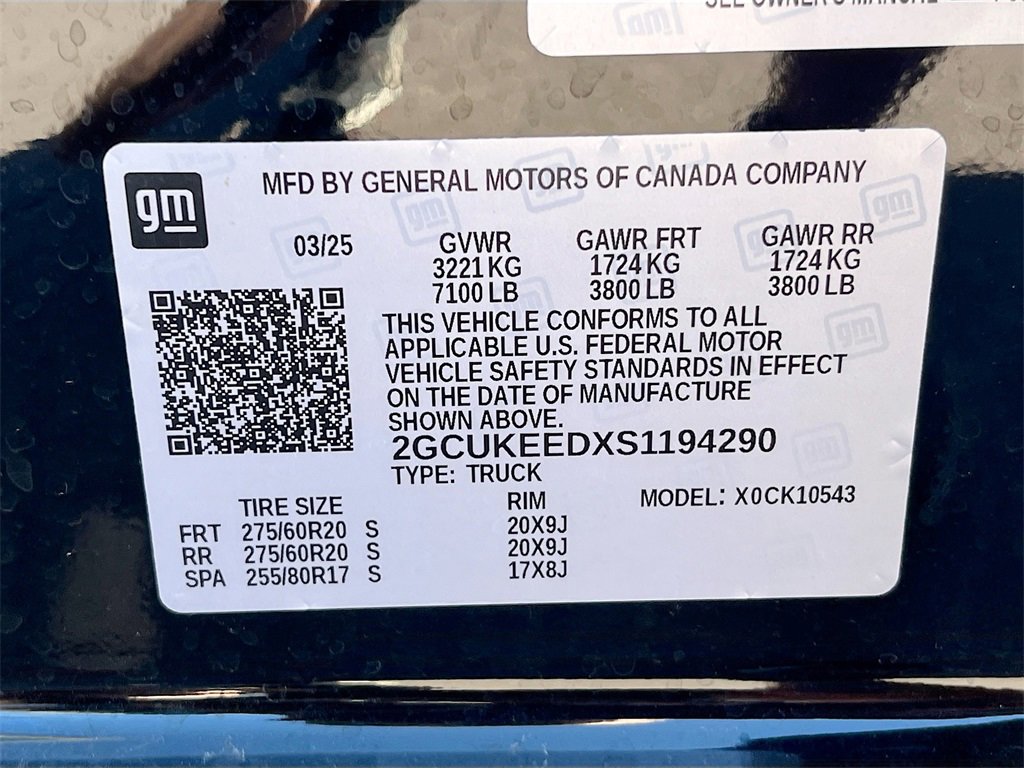 SEE OWNER'S MANUAL
gm
MFD BY GENERAL MOTORS OF CANADA COMPANY
03/25 GVWR GAWR FRT GAWR RR
3221 KG 1724 KG 1724 KG
7100 LB 3800 LB 3800 LB
THIS VEHICLE CONFORMS TO ALL
APPLICABLE U.S. FEDERAL MOTOR
VEHICLE SAFETY STANDARDS IN EFFECT
ON THE DATE OF MANUFACTURE
SHOWN ABOVE.
2GCUKEEDXS1194290
TYPE: TRUCK
TIRE SIZE RIM MODEL: X0CK10543
FRT 275/60R20 S 20X9J
RR 275/60R20 S 20X9J
SPA 255/80R17 S 17X8J